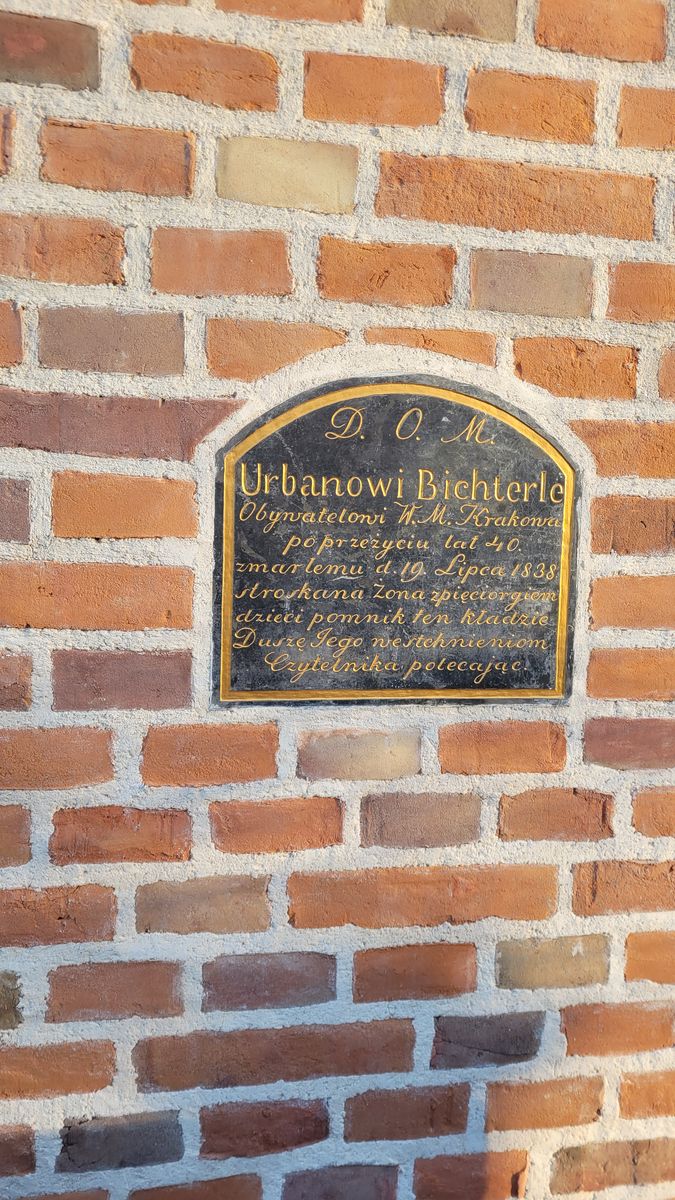 D. O. M.
Urbanowi Bichterle
Obywatelowi W. M. Krakowa
po przeżyciu lat 40.
zmarłemu d. 19 Lipca 1838
stroskana Żona zpięciorgiem
dzieci pomnik ten kładzie
Duszę Jego westchnieniom
Czytelnika polecając.